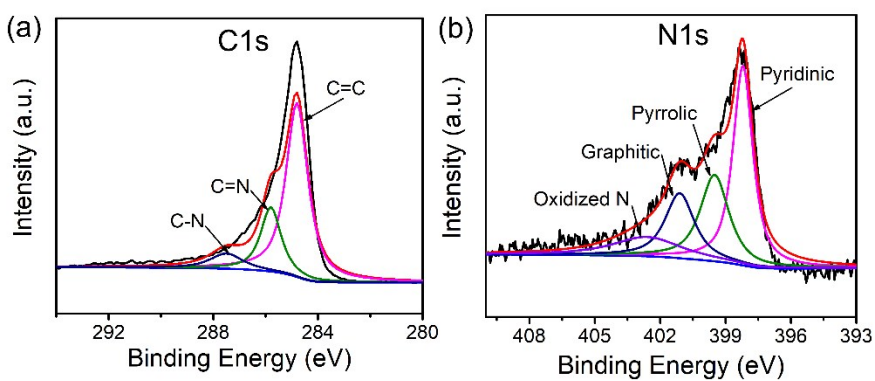 (a)
C1s
C=C
C=N
C-N
Intensity (a.u.)
292 288 284 280
Binding Energy (eV)
(b)
N1s
Pyridinic
Pyrrolic
Graphitic
Oxidized N
Intensity (a.u.)
408 405 402 399 396 393
Binding Energy (eV)